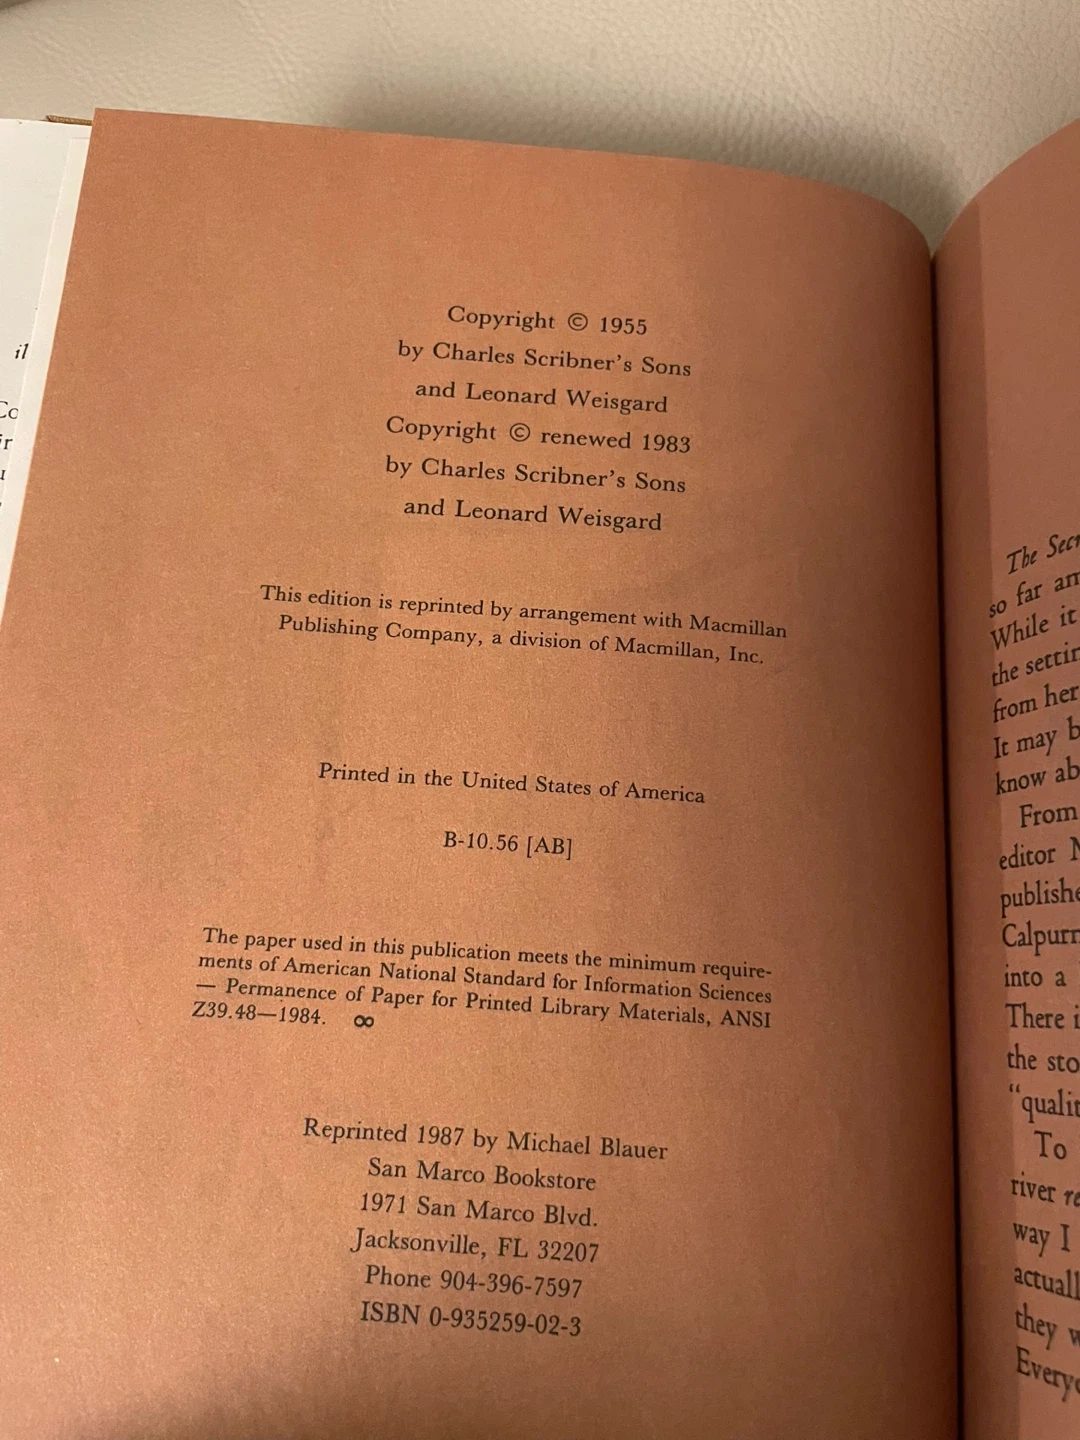 Copyright © 1955
by Charles Scribner's Sons
and Leonard Weisgard
Copyright © renewed 1983
by Charles Scribner's Sons
and Leonard Weisgard
This edition is reprinted by arrangement with Macmillan
Publishing Company, a division of Macmillan, Inc.
Printed in the United States of America
B-10.56 [AB]
The paper used in this publication meets the minimum require-
ments of American National Standard for Information Sciences
— Permanence of Paper for Printed Library Materials, ANSI
Z39.48—1984. ∞
Reprinted 1987 by Michael Blauer
San Marco Bookstore
1971 San Marco Blvd.
Jacksonville, FL 32207
Phone 904-396-7597
ISBN 0-935259-02-3
The
so far
While it
the
from her
It may
know
From
editor
into a
There
the
To
river
way I
they